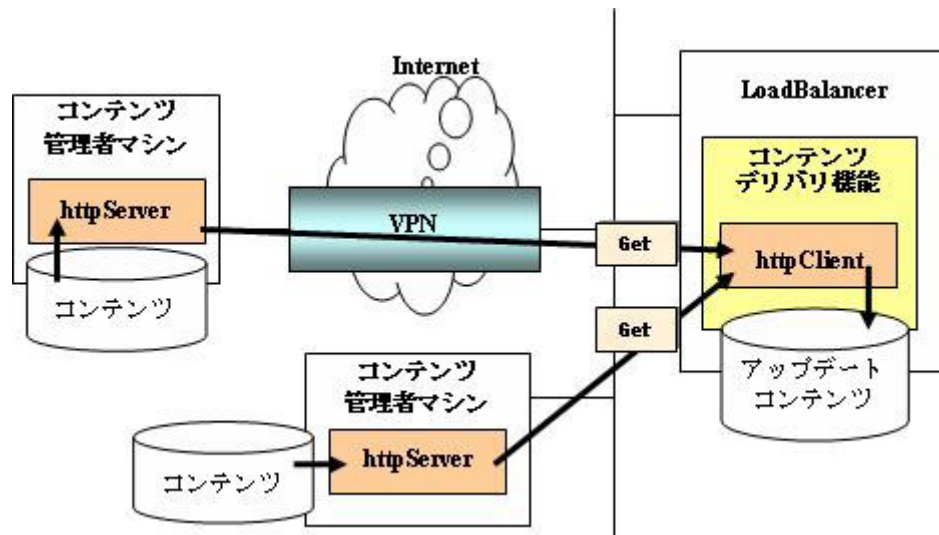 Internet
LoadBalancer
コンテンツ
管理者マシン
httpServer
コンテンツ
VPN
Get
Get
コンテンツ
デリバリ機能
httpClient
アップデート
コンテンツ
コンテンツ
管理者マシン
httpServer
コンテンツ